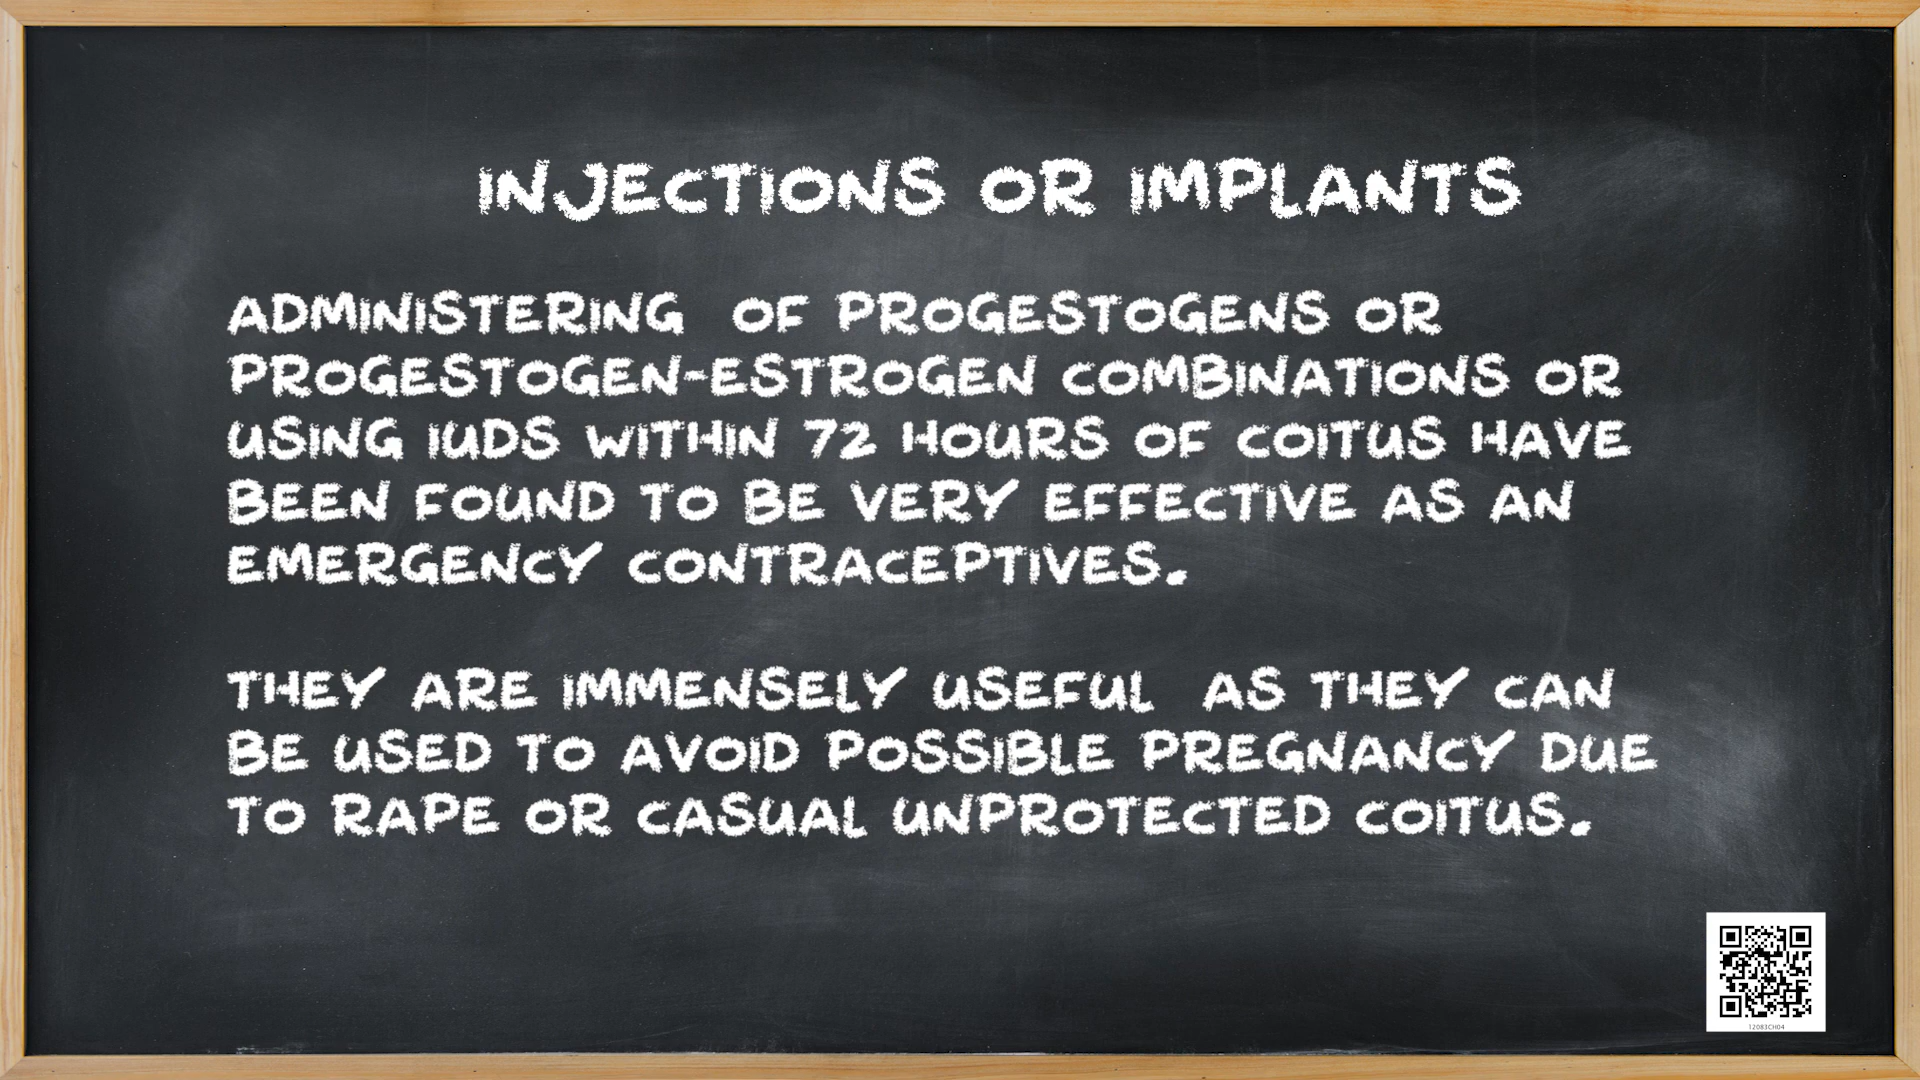 INJECTIONS OR IMPLANTS
ADMINISTERING OF PROGESTOGENS OR
PROGESTOGEN-ESTROGEN COMBINATIONS OR
USING IUDS WITHIN 72 HOURS OF COITUS HAVE
BEEN FOUND TO BE VERY EFFECTIVE AS AN
EMERGENCY CONTRACEPTIVES.
THEY ARE IMMENSELY USEFUL AS THEY CAN
BE USED TO AVOID POSSIBLE PREGNANCY DUE
TO RAPE OR CASUAL UNPROTECTED COITUS.
12083CH04